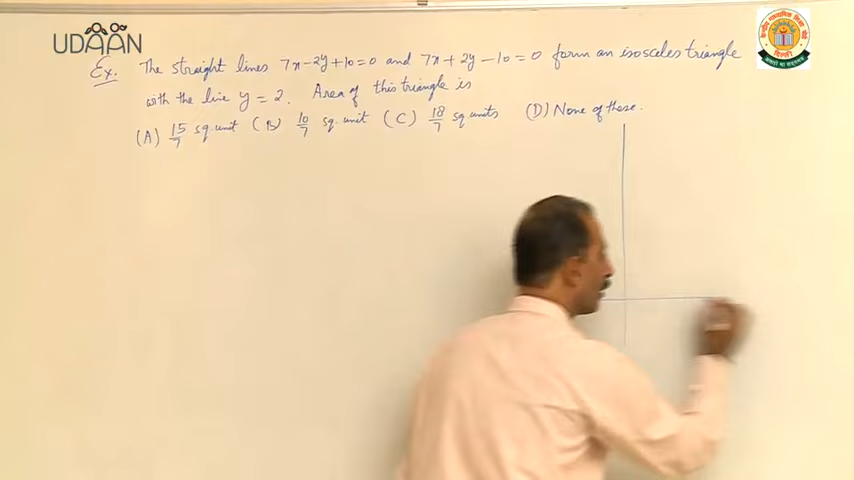 UDAAN
Ex. The straight lines 7x-2y+10=0 and 7x+2y-10=0 form an isosceles triangle
with the line y=2. Area of this triangle is
(A) 15/7 sq. unit (B) 10/7 sq. unit (C) 18/7 sq units (D) None of these.